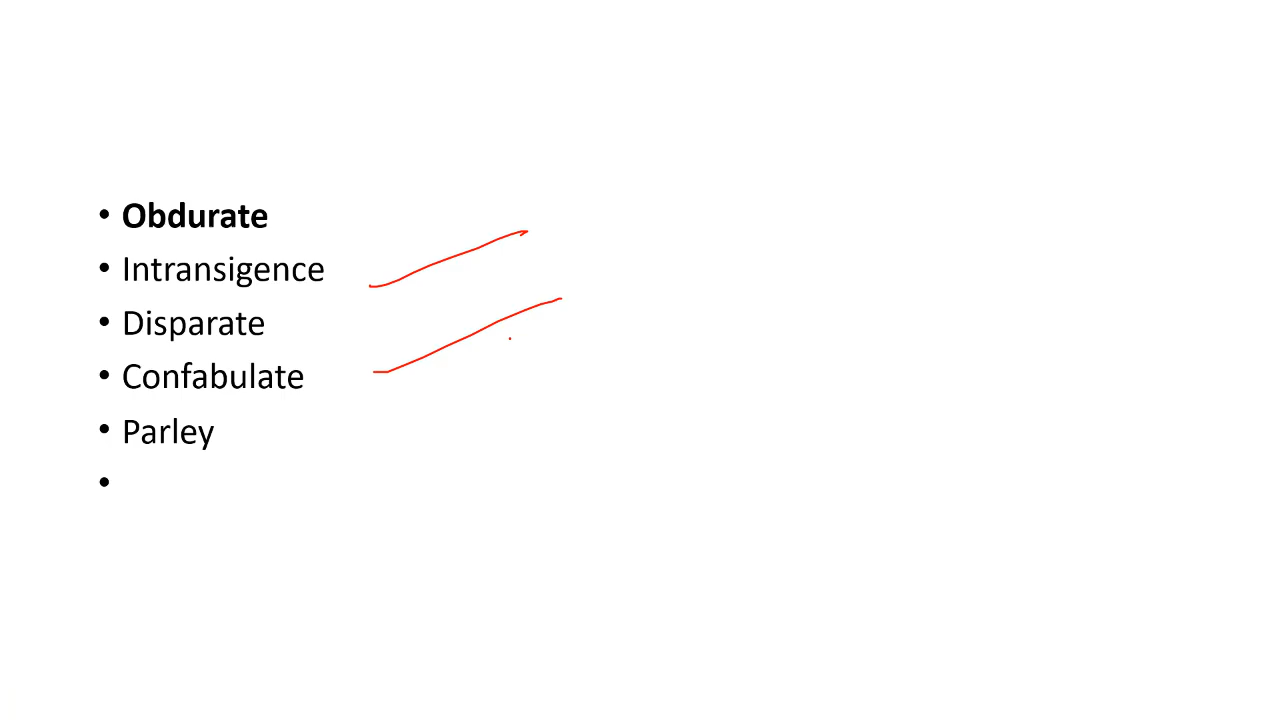 • Obdurate
• Intransigence
• Disparate
• Confabulate
• Parley
•